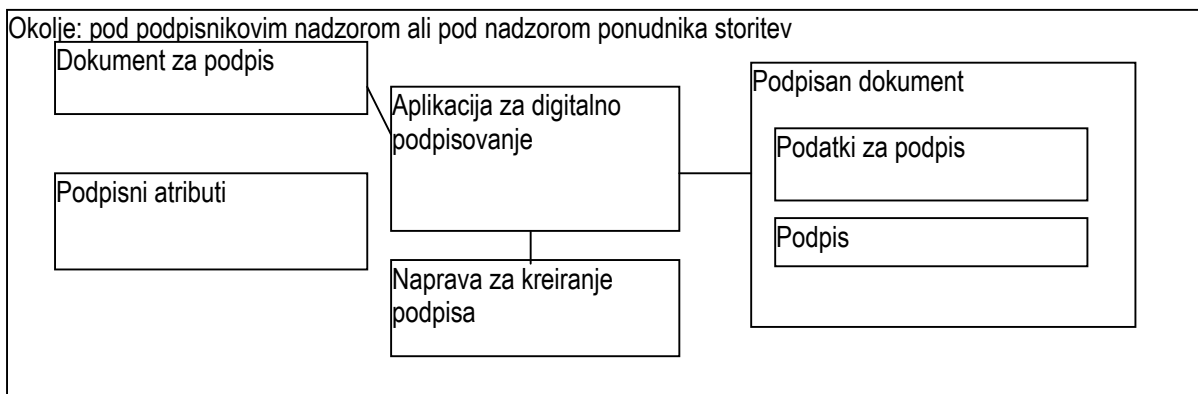 Okolje: pod podpisnikovim nadzorom ali pod nadzorom ponudnika storitev
Dokument za podpis
Aplikacija za digitalno
podpisovanje
Podpisni atributi
Naprava za kreiranje
podpisa
Podpisan dokument
Podatki za podpis
Podpis